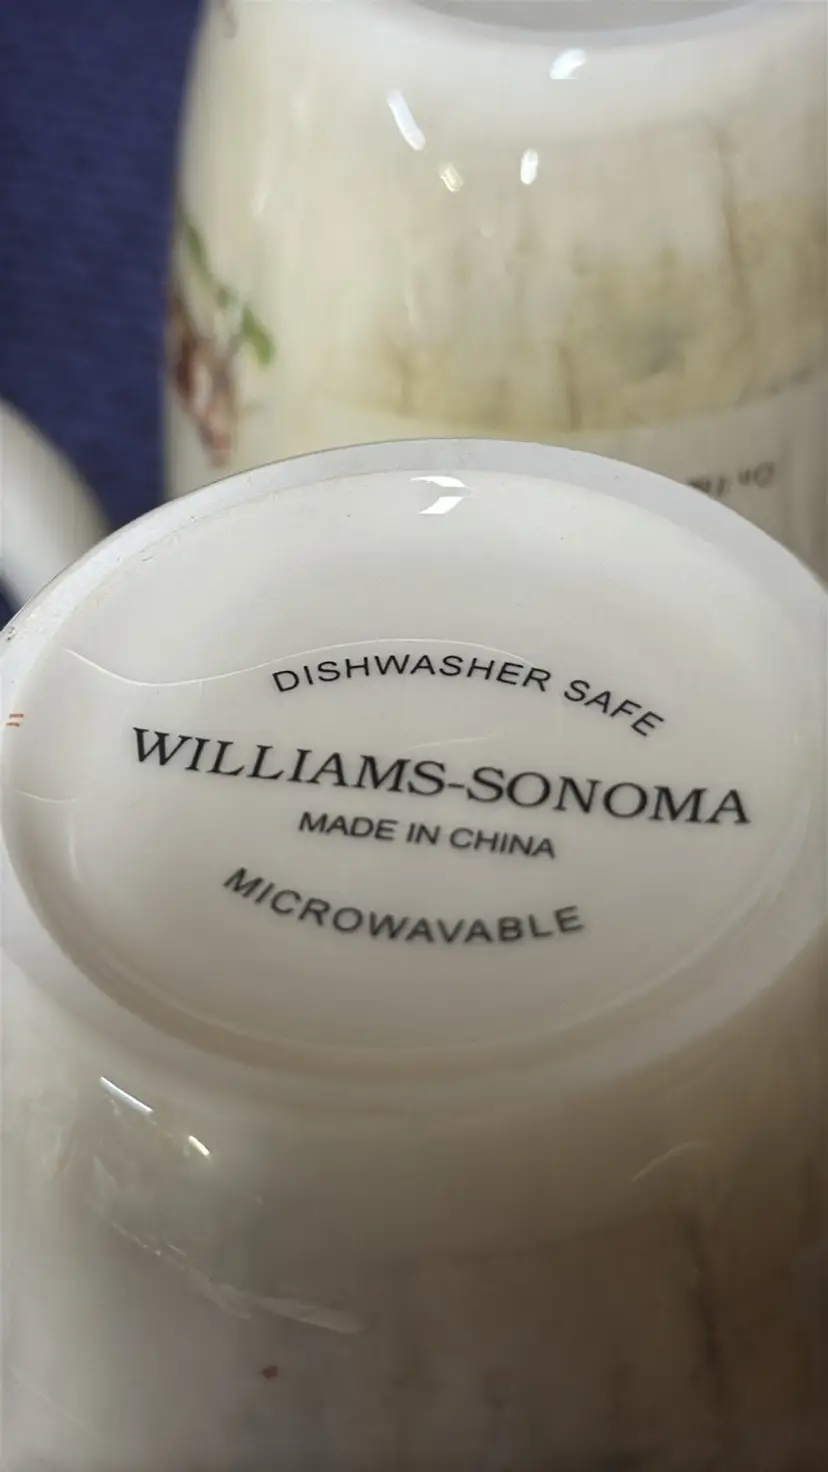 DISHWASHER SAFE
WILLIAMS-SONOMA
MADE IN CHINA
MICROWAVABLE